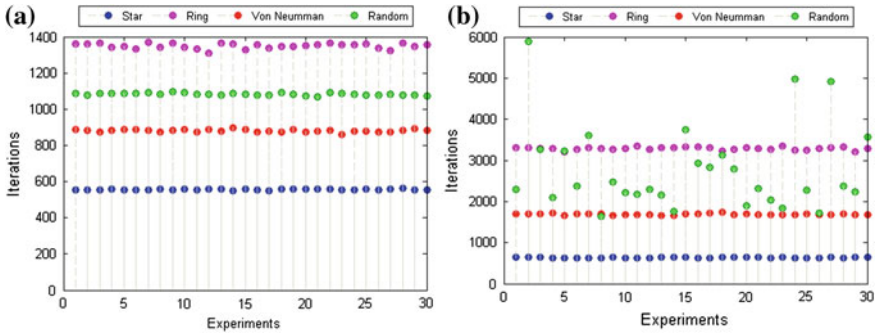 (a)
Star Ring Von Neumman Random
1400
1200
1000
800
600
400
200
0
Iterations
0 5 10 15 20 25 30
Experiments
(b)
Star Ring Von Neumman Random
6000
5000
4000
3000
2000
1000
0
Iterations
0 5 10 15 20 25 30
Experiments